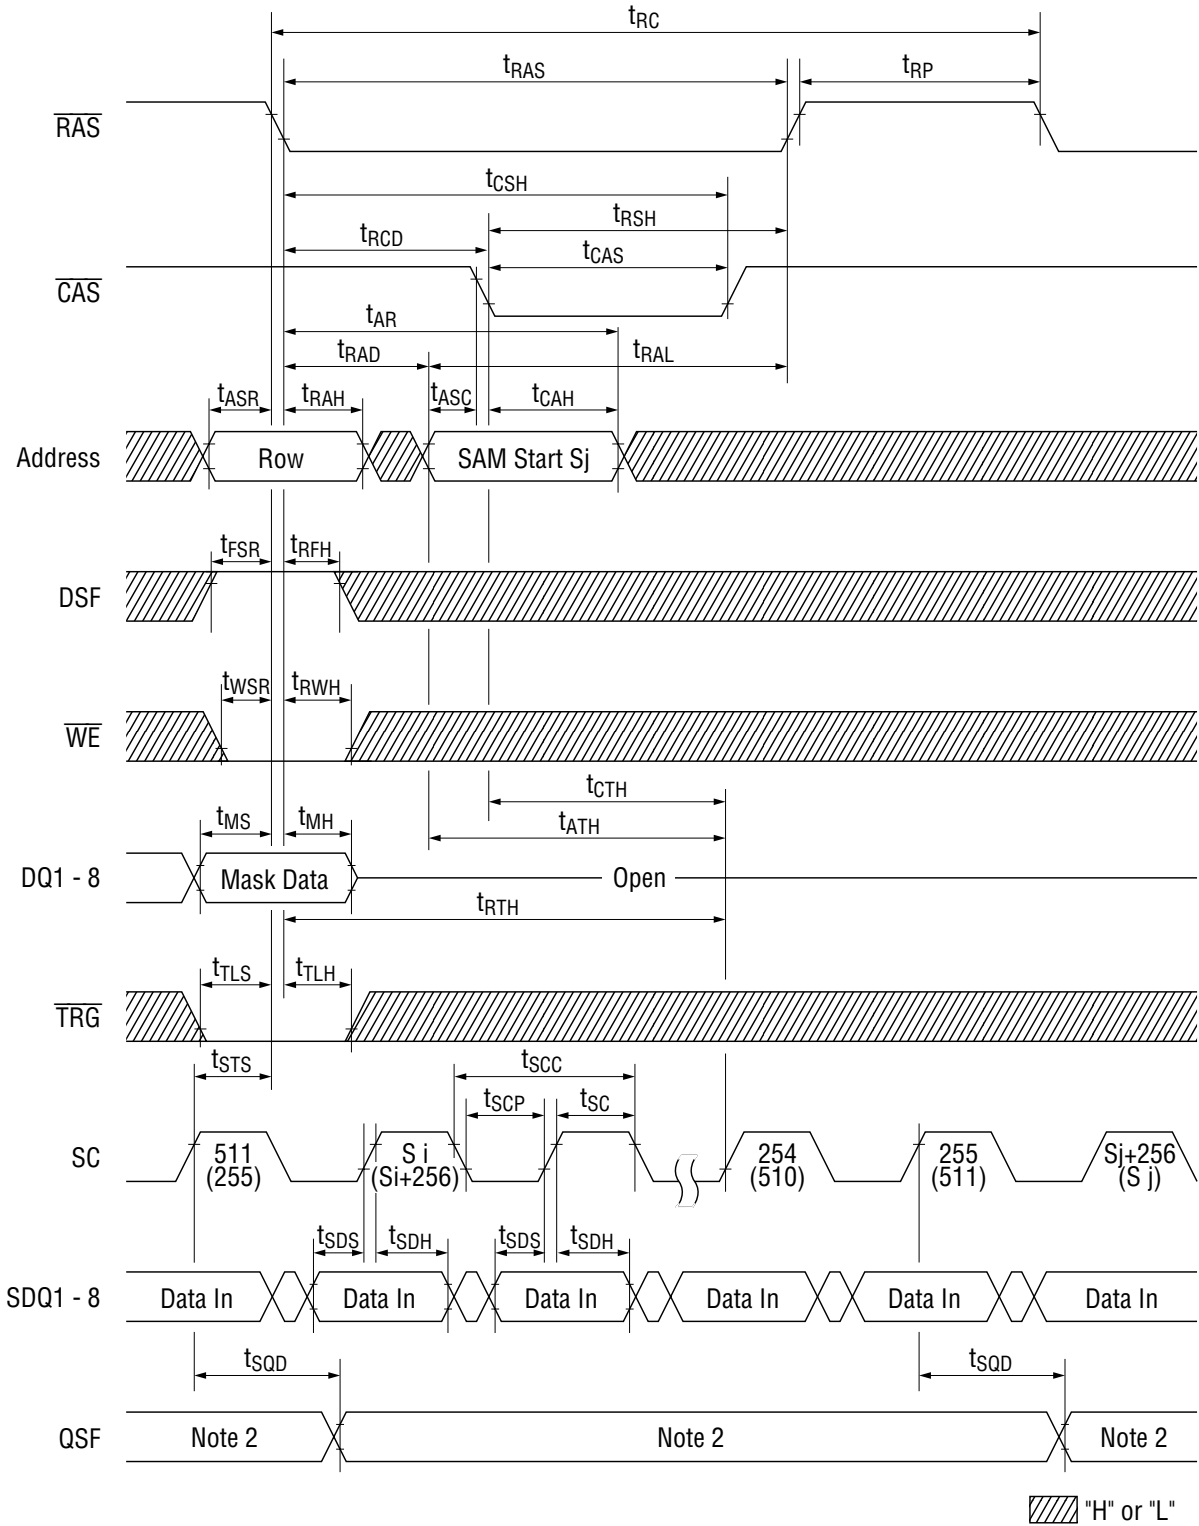 tRC
tRAS
tRP
RAS
tCSH
tRSH
tRCD
tCAS
CAS
tAR
tRAD
tRAL
tASR
tRAH
tASC
tCAH
Address
Row
SAM Start Sj
tFSR
tRFH
DSF
tWSR
tRWH
WE
tCTH
tMS
tMH
tATH
DQ1 - 8
Mask Data
Open
tRTH
tTLS
tTLH
TRG
tSTS
tSCC
tSCP
tSC
SC
511
(255)
S i
(Si+256)
254
(510)
255
(511)
Sj+256
(S j)
tSDS
tSDH
tSDS
tSDH
SDQ1 - 8
Data In
Data In
Data In
Data In
Data In
Data In
tSQD
tSQD
QSF
Note 2
Note 2
Note 2
"H" or "L"